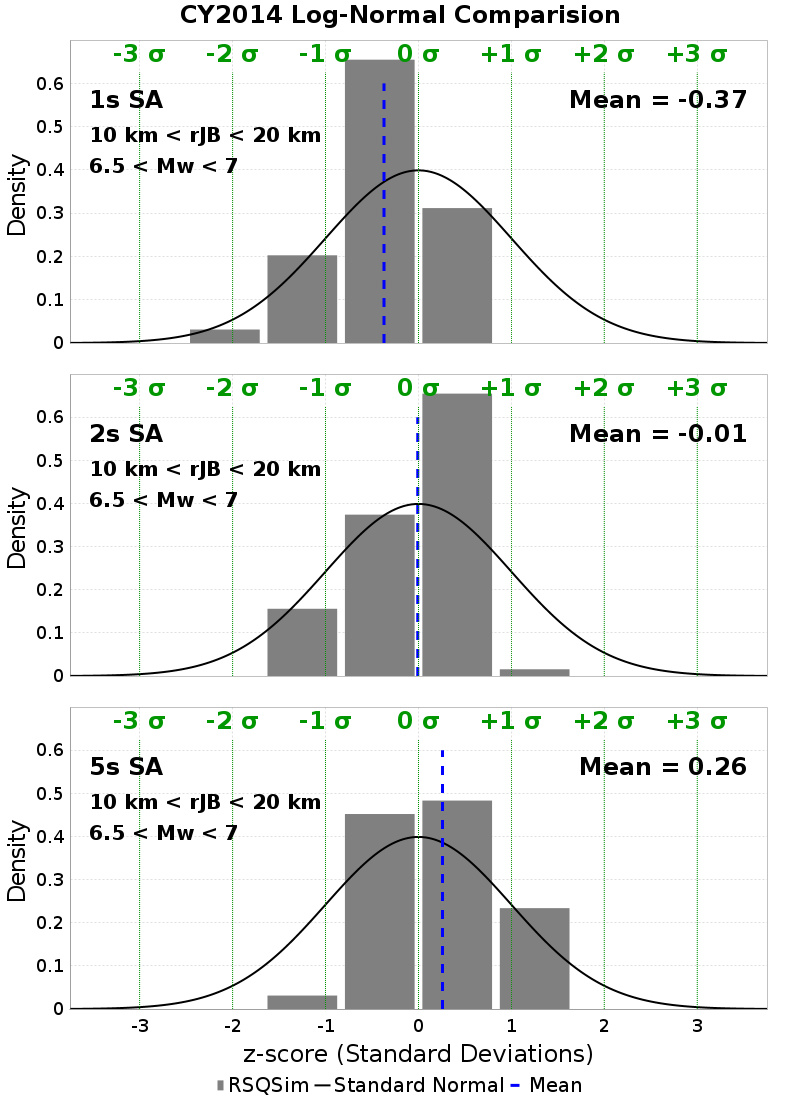 CY2014 Log-Normal Comparision
-3 σ -2 σ -1 σ 0 σ +1 σ +2 σ +3 σ
1s SA
Mean = -0.37
10 km < rJB < 20 km
6.5 < Mw < 7
Density
0.6
0.5
0.4
0.3
0.2
0.1
0
-3 σ -2 σ -1 σ 0 σ +1 σ +2 σ +3 σ
2s SA
Mean = -0.01
10 km < rJB < 20 km
6.5 < Mw < 7
Density
0.6
0.5
0.4
0.3
0.2
0.1
0
-3 σ -2 σ -1 σ 0 σ +1 σ +2 σ +3 σ
5s SA
Mean = 0.26
10 km < rJB < 20 km
6.5 < Mw < 7
Density
0.6
0.5
0.4
0.3
0.2
0.1
0
-3 -2 -1 0 1 2 3
z-score (Standard Deviations)
RSQSim Standard Normal Mean